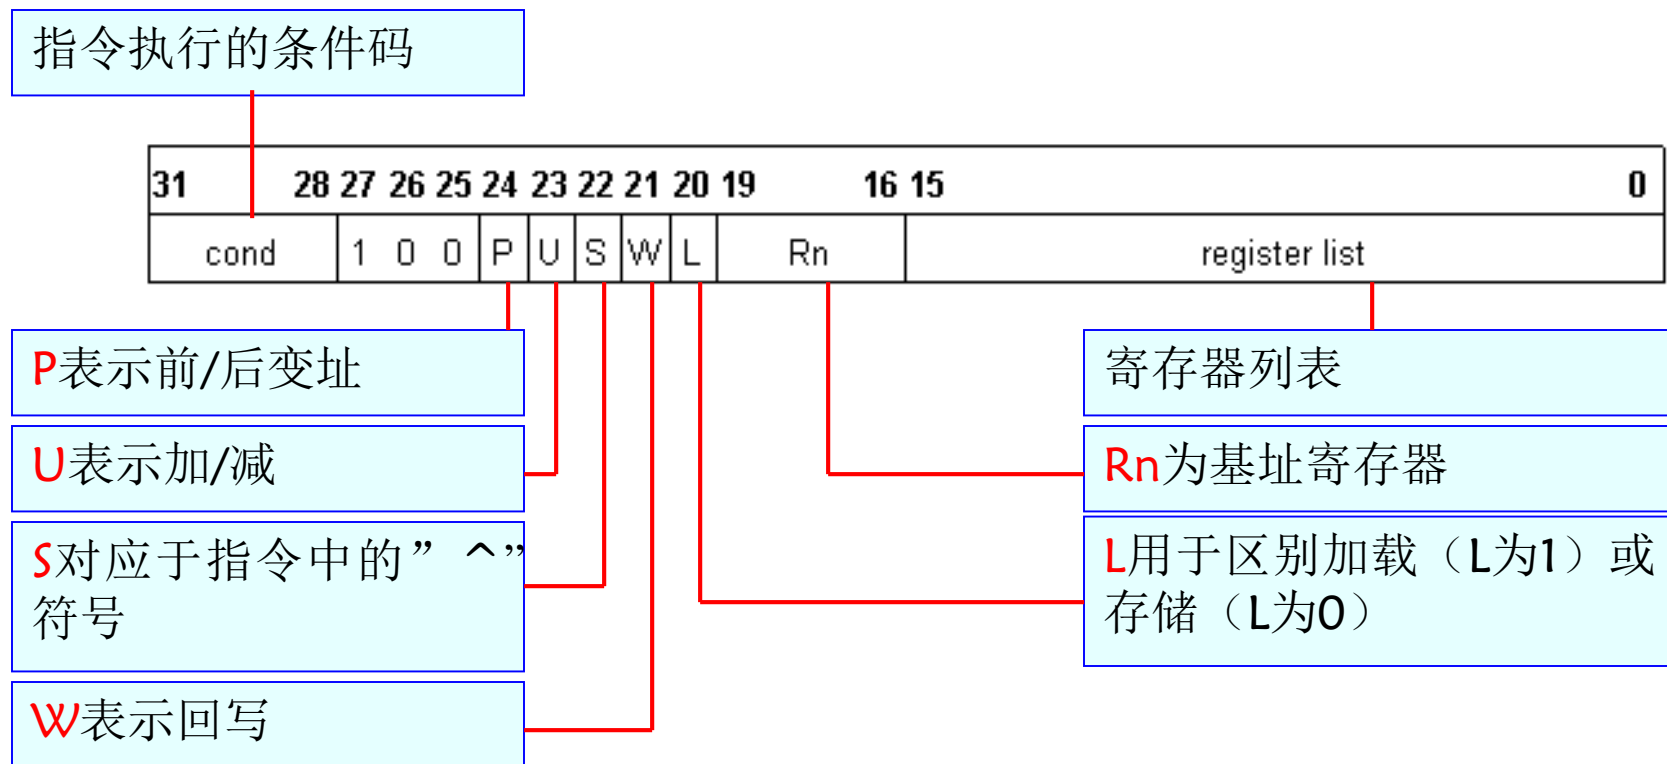 指令执行的条件码
31 28 27 26 25 24 23 22 21 20 19 16 15 0
cond 1 0 0 P U S W L Rn register list
P表示前/后变址
U表示加/减
S对应于指令中的”^”
符号
W表示回写
寄存器列表
Rn为基址寄存器
L用于区别加载（L为1）或
存储（L为0）